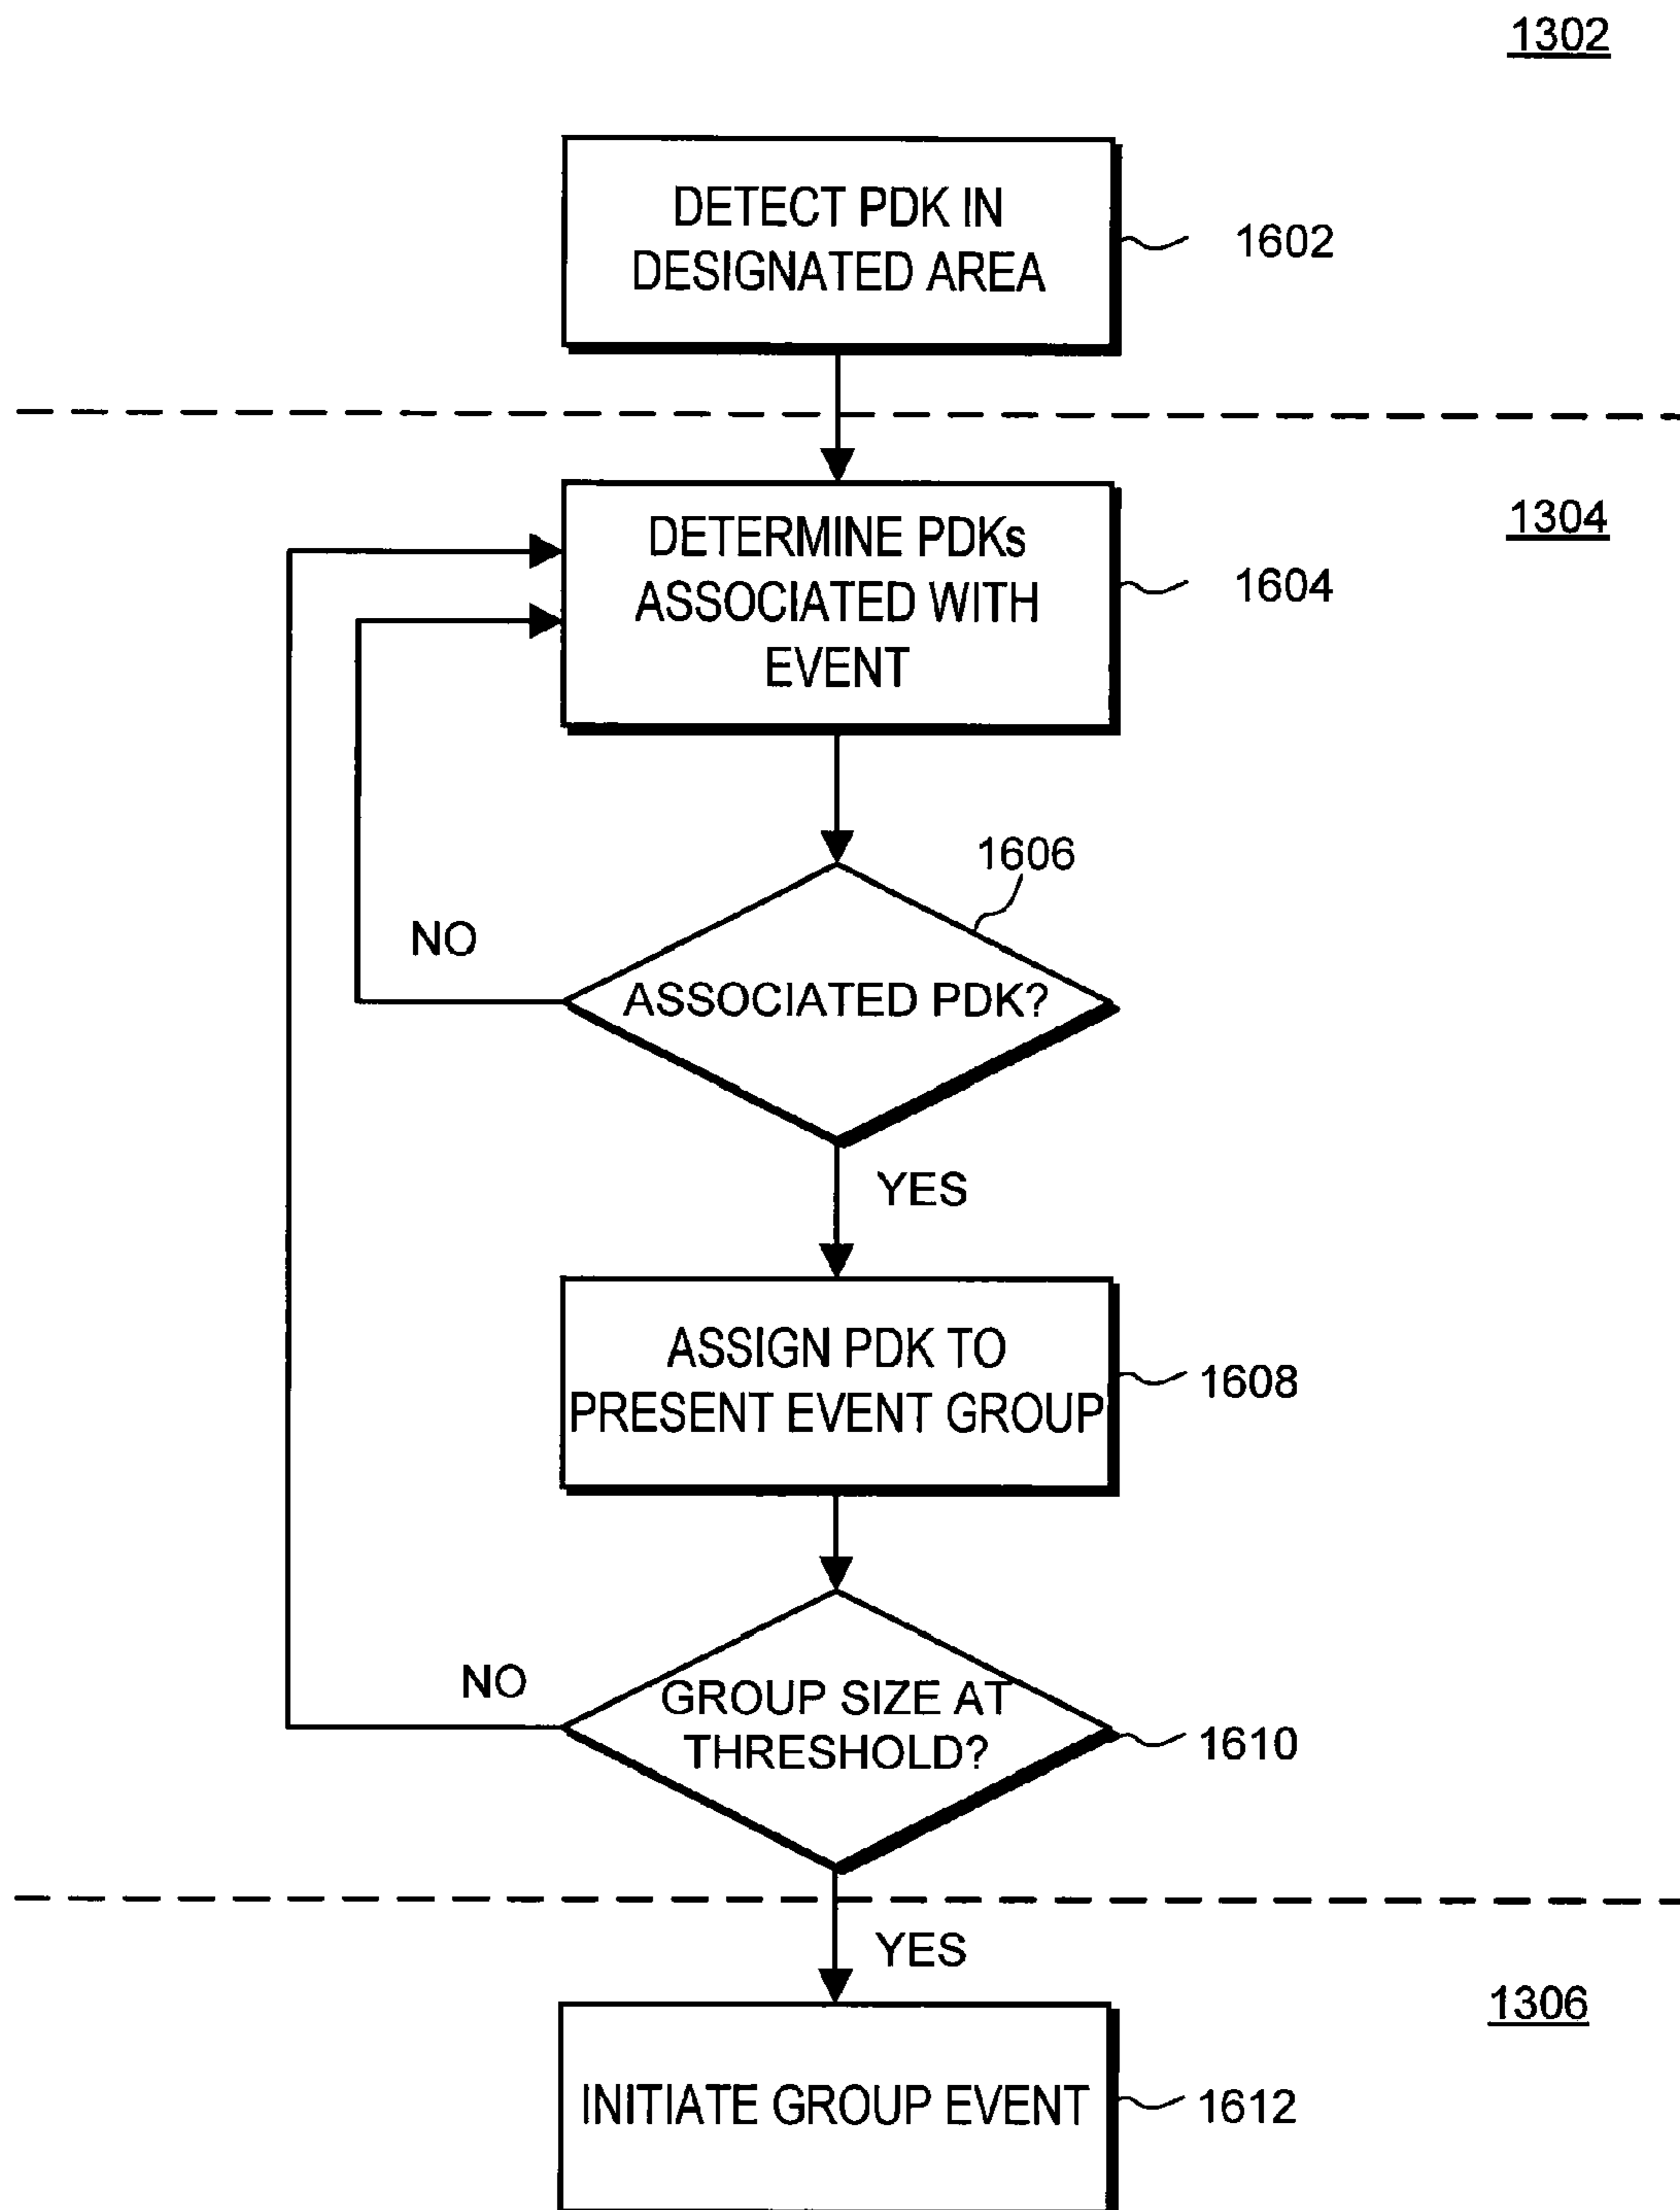 1302
DETECT PDK IN
DESIGNATED AREA
1602
DETERMINE PDKs
ASSOCIATED WITH
EVENT
1604
1304
1606
NO
ASSOCIATED PDK?
YES
ASSIGN PDK TO
PRESENT EVENT GROUP
1608
NO
GROUP SIZE AT
THRESHOLD?
1610
YES
1306
INITIATE GROUP EVENT
1612